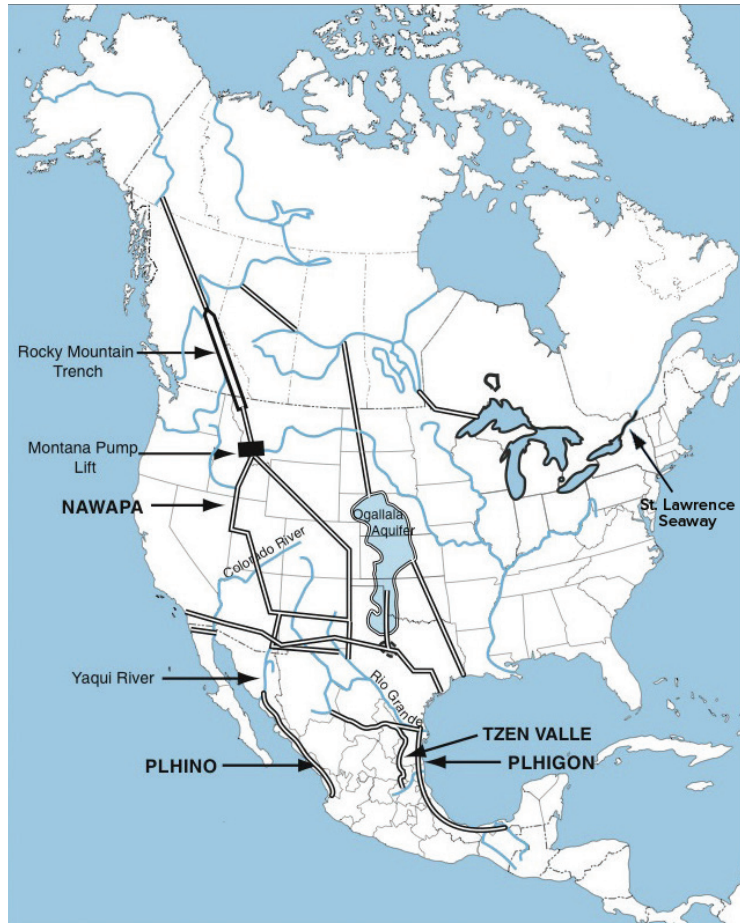 Rocky Mountain
Trench
Montana Pump
Lift
NAWAPA
Ogallala
Aquifer
St. Lawrence
Seaway
Colorado River
Yaqui River
Rio Grande
TZEN VALLE
PLHINO
PLHIGON